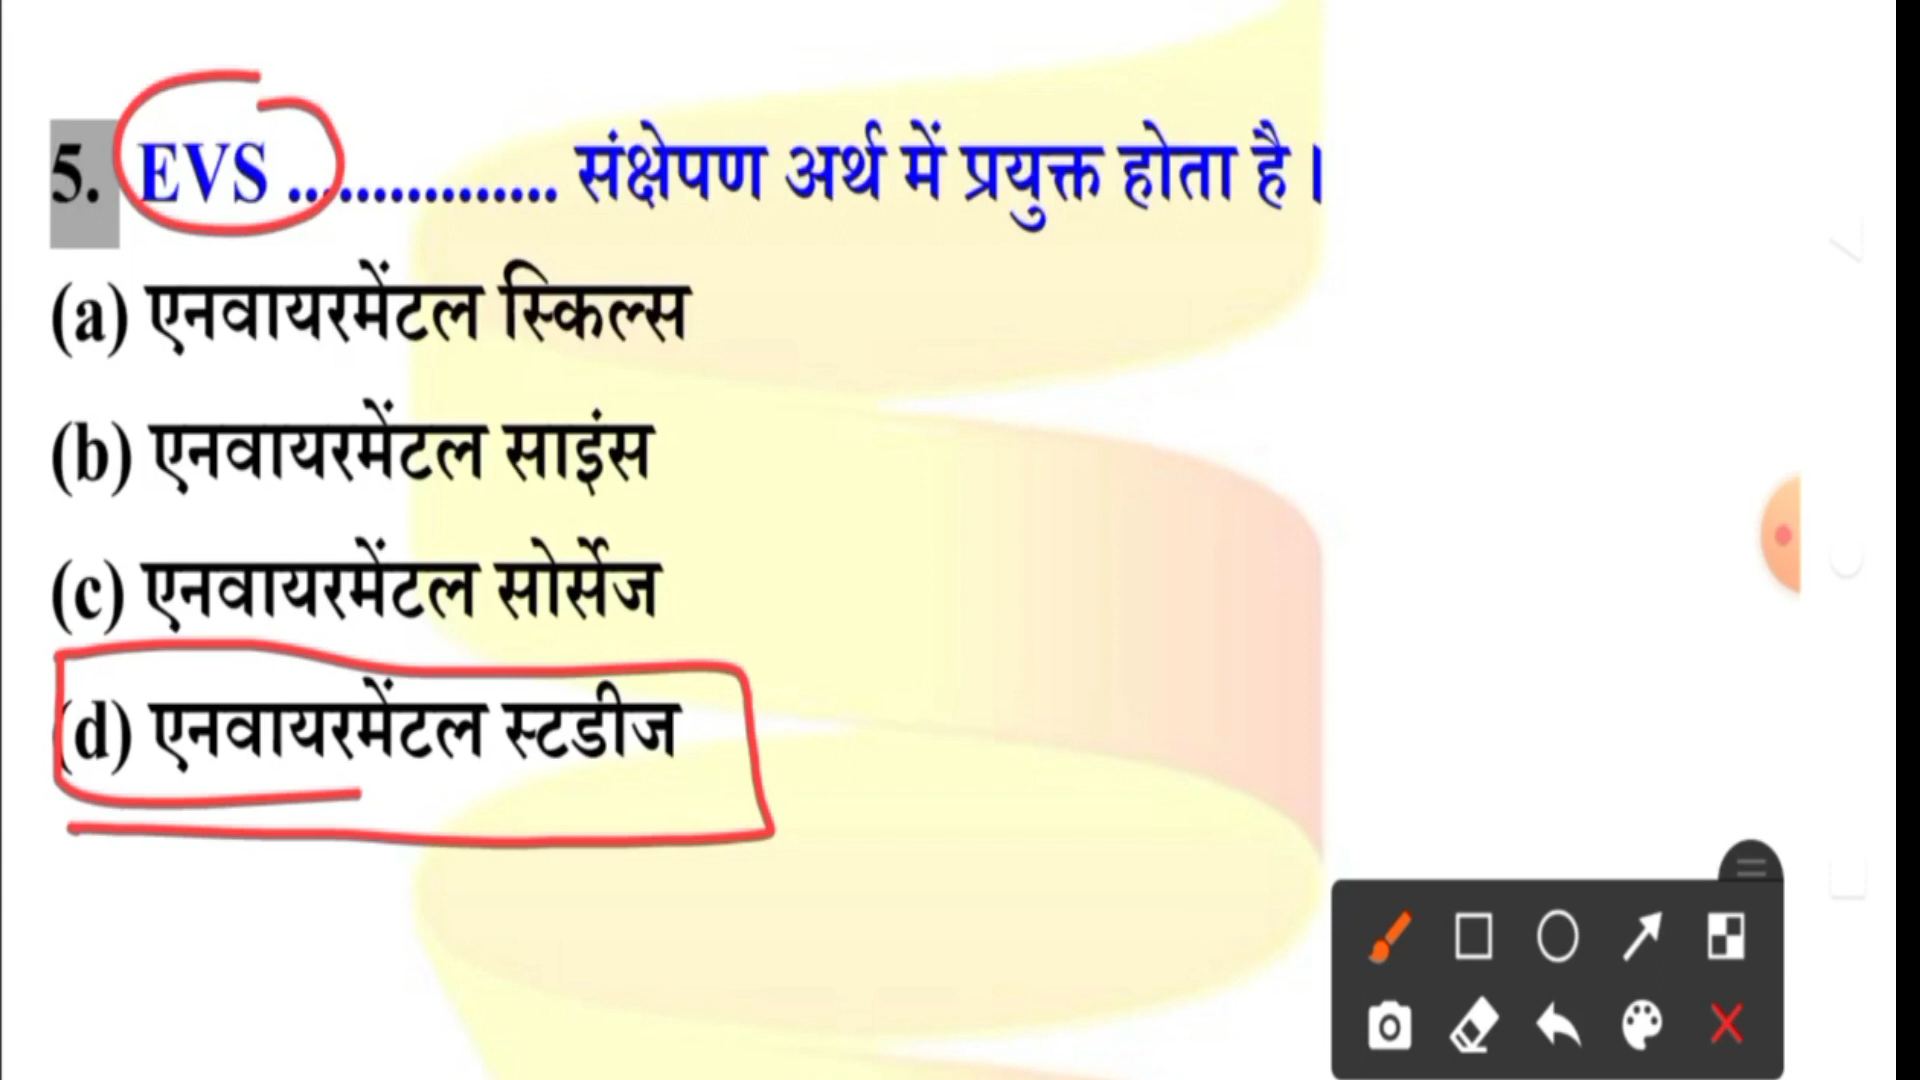 5. EVS ............... संक्षेपण अर्थ में प्रयुक्त होता है।
(a) एनवायरमेंटल स्किल्स
(b) एनवायरमेंटल साइंस
(c) एनवायरमेंटल सोर्सेज
(d) एनवायरमेंटल स्टडीज